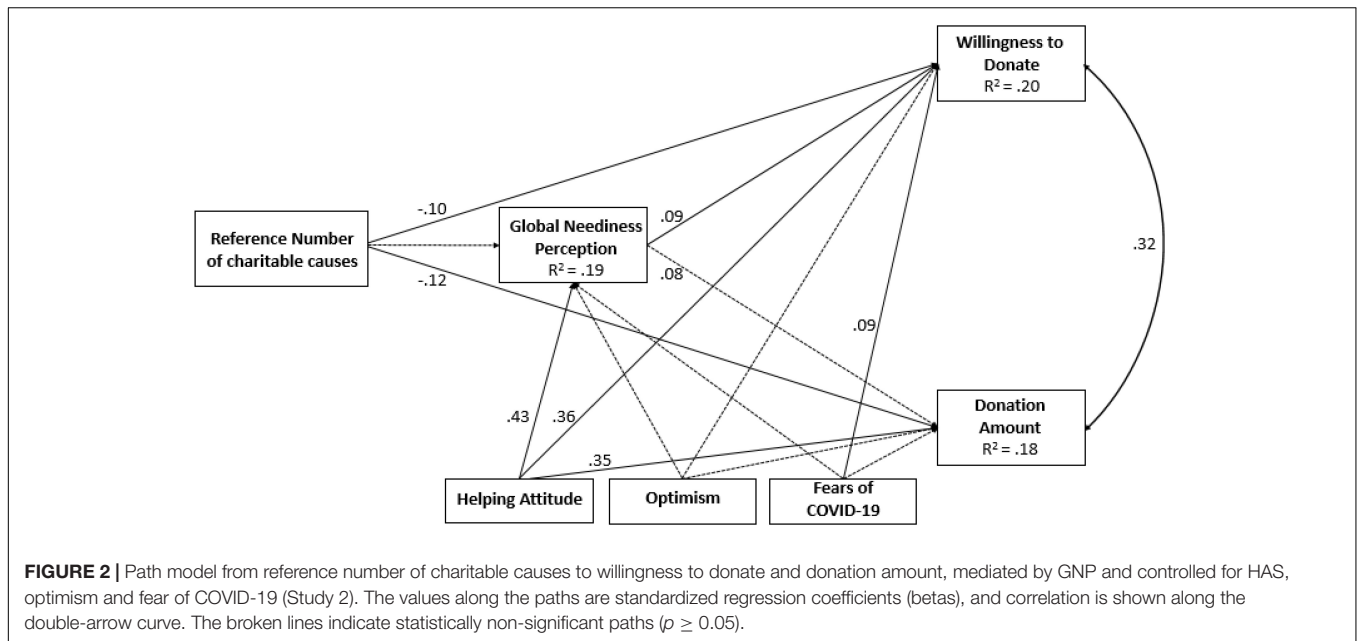 Willingness to
Donate
R² = .20
-.10
.09
Global Neediness
Perception
R² = .19
Reference Number
of charitable causes
.32
.08
-.12
.09
Donation
Amount
R² = .18
.43
.36
.35
Helping Attitude
Optimism
Fears of
COVID-19
FIGURE 2 | Path model from reference number of charitable causes to willingness to donate and donation amount, mediated by GNP and controlled for HAS,
optimism and fear of COVID-19 (Study 2). The values along the paths are standardized regression coefficients (betas), and correlation is shown along the
double-arrow curve. The broken lines indicate statistically non-significant paths (p ≥ 0.05).